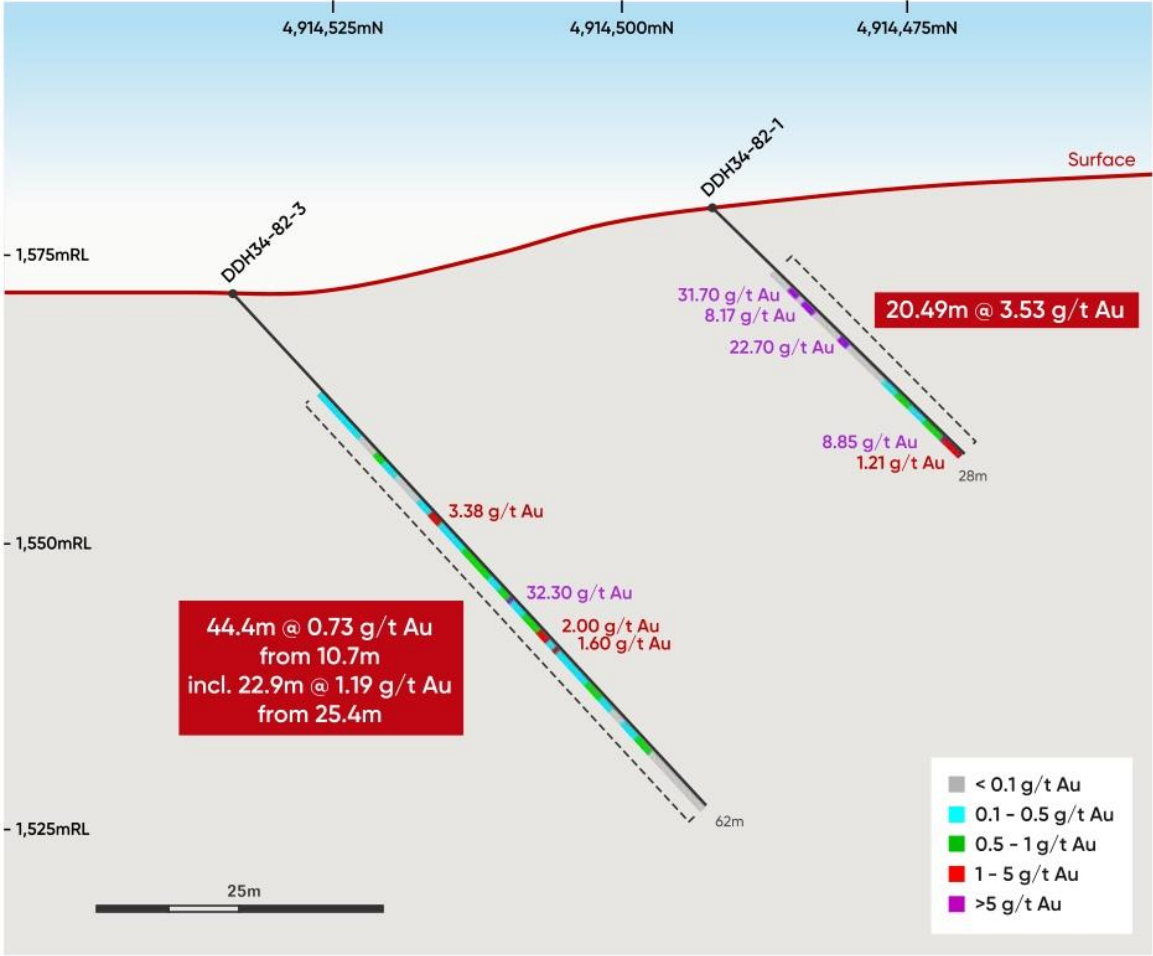 4,914,525mN
4,914,500mN
4,914,475mN
DDH34-82-1
Surface
DDH34-82-3
- 1,575mRL
31.70 g/t Au
8.17 g/t Au
20.49m @ 3.53 g/t Au
22.70 g/t Au
8.85 g/t Au
1.21 g/t Au
28m
3.38 g/t Au
- 1,550mRL
32.30 g/t Au
2.00 g/t Au
1.60 g/t Au
44.4m @ 0.73 g/t Au
from 10.7m
incl. 22.9m @ 1.19 g/t Au
from 25.4m
62m
- 1,525mRL
25m
< 0.1 g/t Au
0.1 - 0.5 g/t Au
0.5 - 1 g/t Au
1 - 5 g/t Au
>5 g/t Au